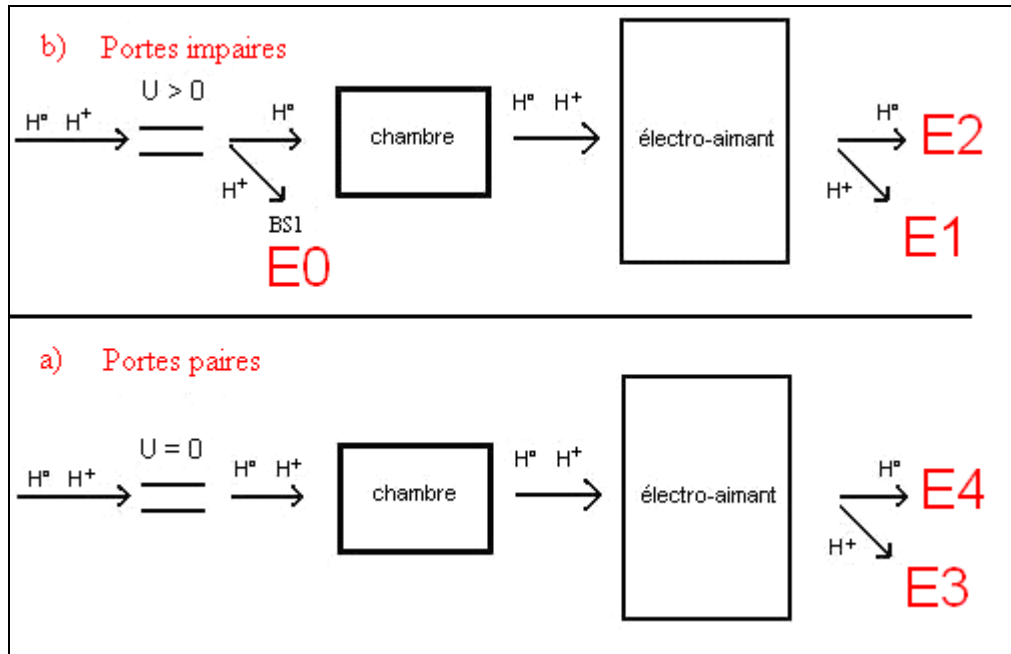 b) Portes impaires
U > 0
H° H+
H°
H+
BS1
E0
chambre
H° H+
électro-aimant
H°
E2
H+
E1
a) Portes paires
U = 0
H° H+
H° H+
chambre
H° H+
électro-aimant
H°
E4
H+
E3